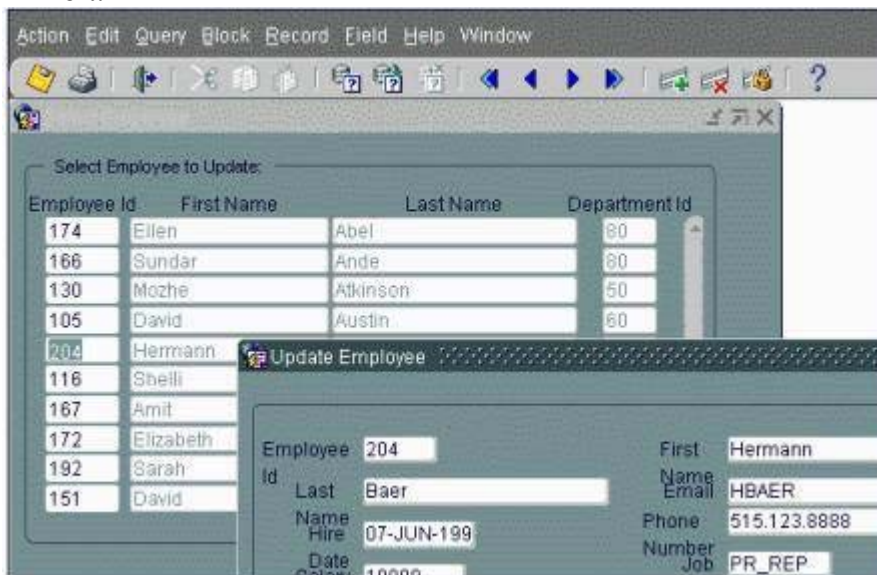 Action Edit Query Block Record Field Help Window
Select Employee to Update:
Employee Id First Name Last Name Department Id
174 Ellen Abel 80
166 Sundar Ande 80
130 Mozhe Atkinson 50
105 David Austin 60
204 Hermann
116 Shelli
167 Amit
172 Elizabeth
192 Sarah
151 David
Update Employee
Employee Id 204 First Name Hermann
Last Name Baer Email HBAER
Hire Date 07-JUN-199 Phone Number 515.123.8888
Salary Job PR_REP